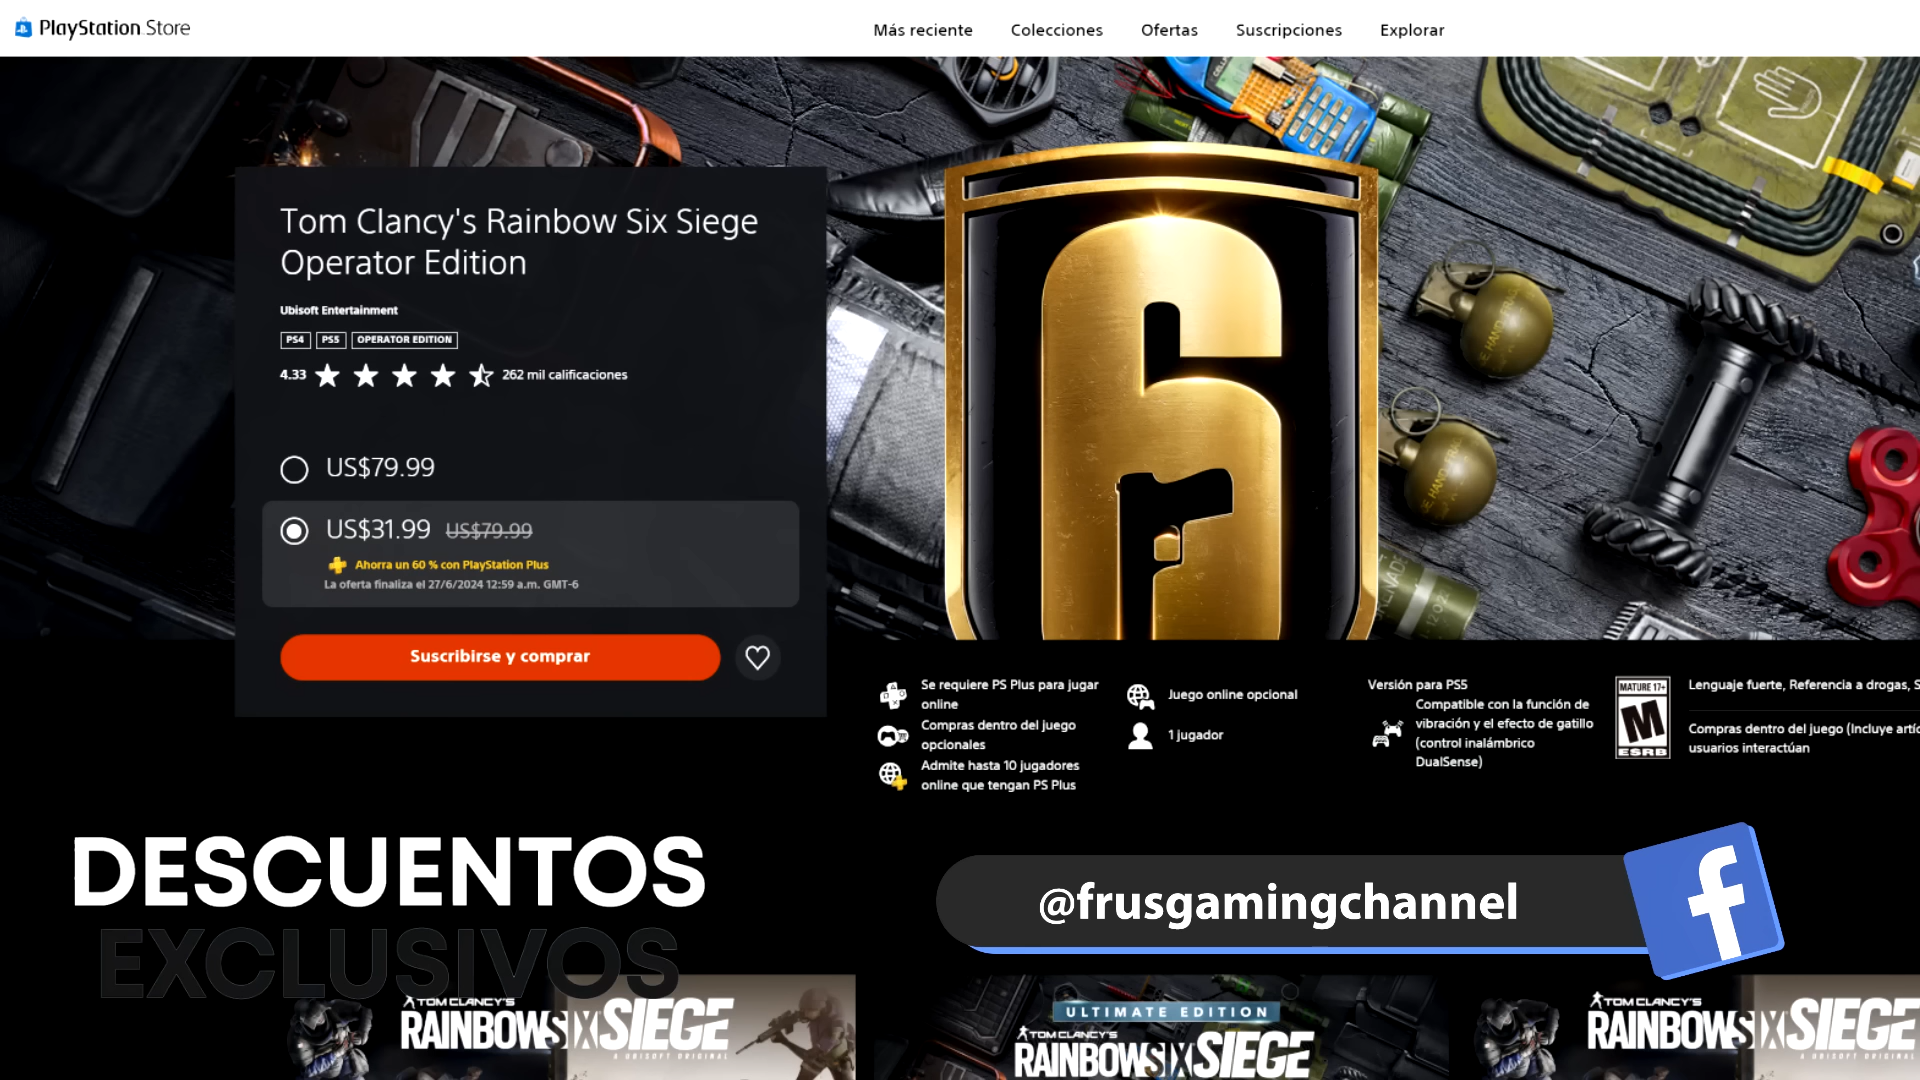 PlayStation Store
Más reciente
Colecciones
Ofertas
Suscripciones
Explorar
Tom Clancy's Rainbow Six Siege
Operator Edition
Ubisoft Entertainment
PS4 PS5 OPERATOR EDITION
4.33
262 mil calificaciones
US$79.99
US$31.99 US$79.99
Ahorra un 60 % con PlayStation Plus
La oferta finaliza el 27/6/2024 12:59 a.m. GMT-6
Suscribirse y comprar
Se requiere PS Plus para jugar
online
Compras dentro del juego
opcionales
Admite hasta 10 jugadores
online que tengan PS Plus
Juego online opcional
1 jugador
Versión para PS5
Compatible con la función de
vibración y el efecto de gatillo
(control inalámbrico
DualSense)
MATURE 17+
M
ESRB
Lenguaje fuerte, Referencia a drogas, S
Compras dentro del juego (Incluye artíc
usuarios interactúan
DESCUENTOS
EXCLUSIVOS
@frusgamingchannel
f
TOM CLANCY'S
RAINBOWSIX SIEGE
A UBISOFT ORIGINAL
ULTIMATE EDITION
TOM CLANCY'S
RAINBOWSIX SIEGE
TOM CLANCY'S
RAINBOWSIX SIEGE
A UBISOFT ORIGINAL